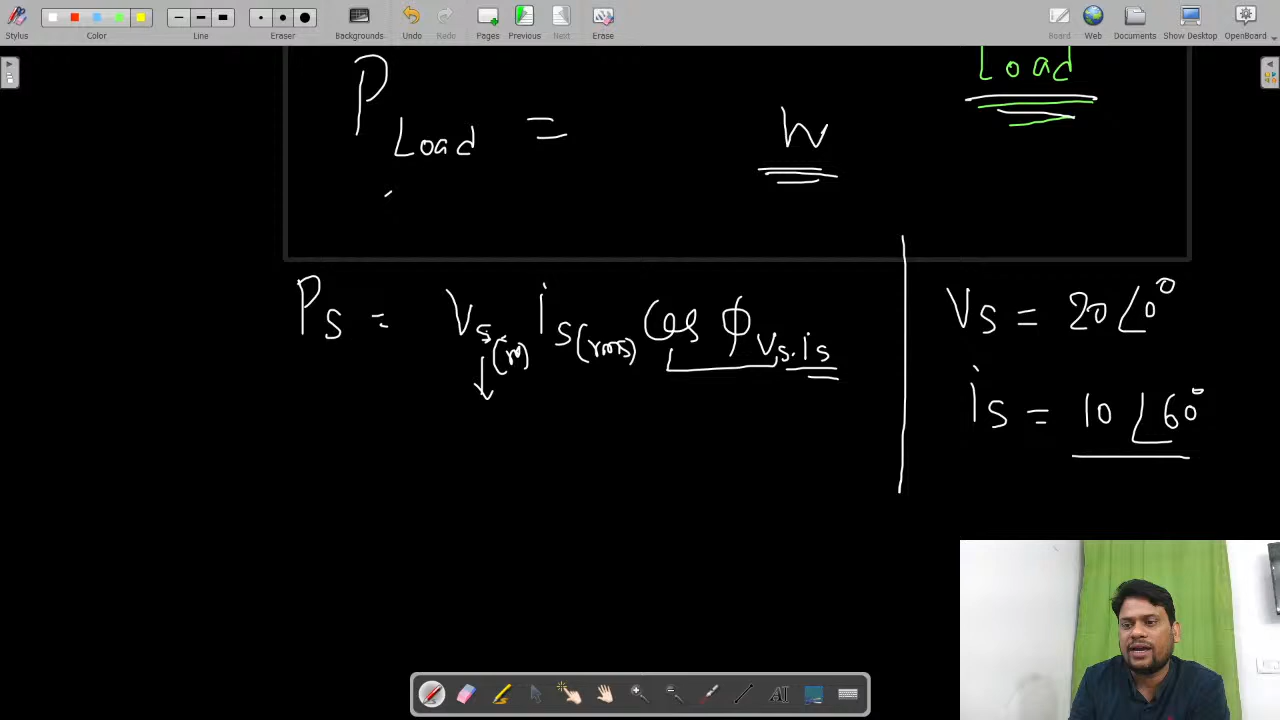 Stylus Color Line Eraser Backgrounds Undo Redo Pages Previous Next Erase Board Web Documents Show Desktop OpenBoard
Load
P Load = W
Ps = Vs(m) is(rms) Cos φ Vs.is
Vs = 20∠0°
is = 10∠60°